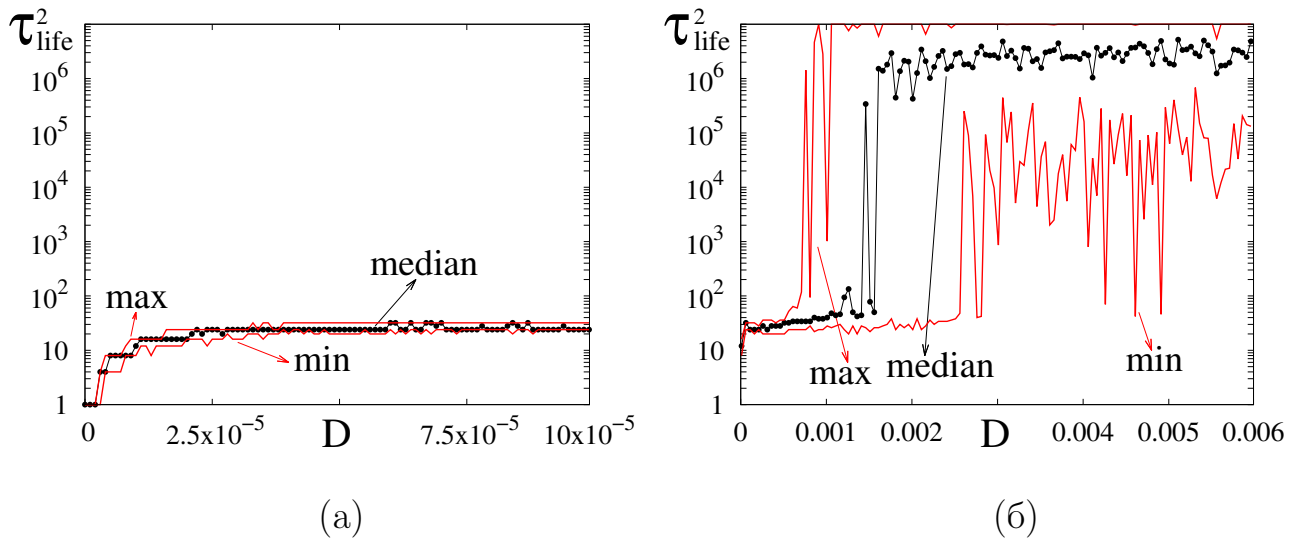 τ²life
10⁶
10⁵
10⁴
10³
10²
10
1
median
max
min
0
2.5x10⁻⁵
D
7.5x10⁻⁵
10x10⁻⁵
(а)
τ²life
10⁶
10⁵
10⁴
10³
10²
10
1
max
median
min
0
0.001
0.002
D
0.004
0.005
0.006
(б)